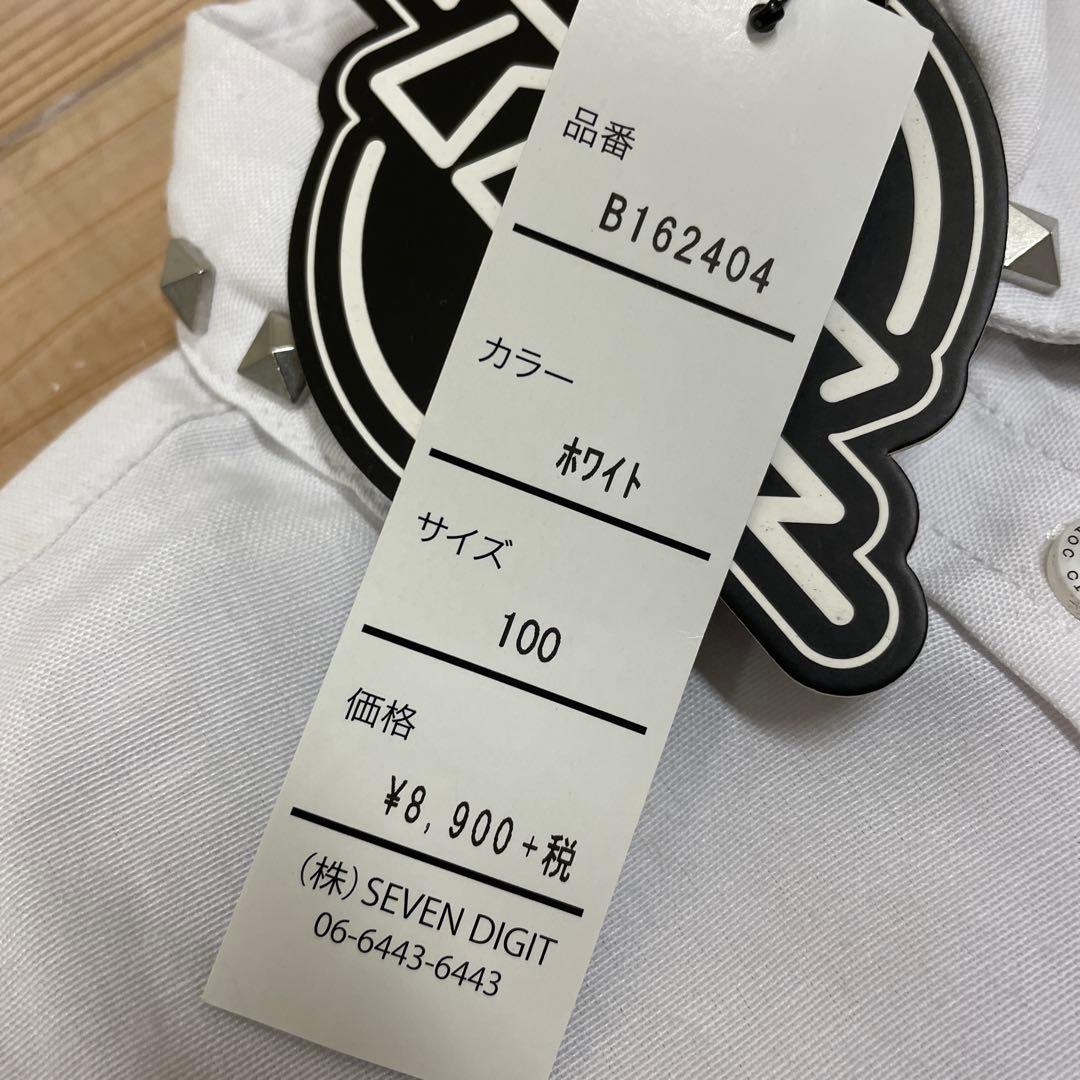 品番
B162404
カラー
ﾎﾜｲﾄ
サイズ
100
価格
¥8,900+税
(株) SEVEN DIGIT
06-6443-6443